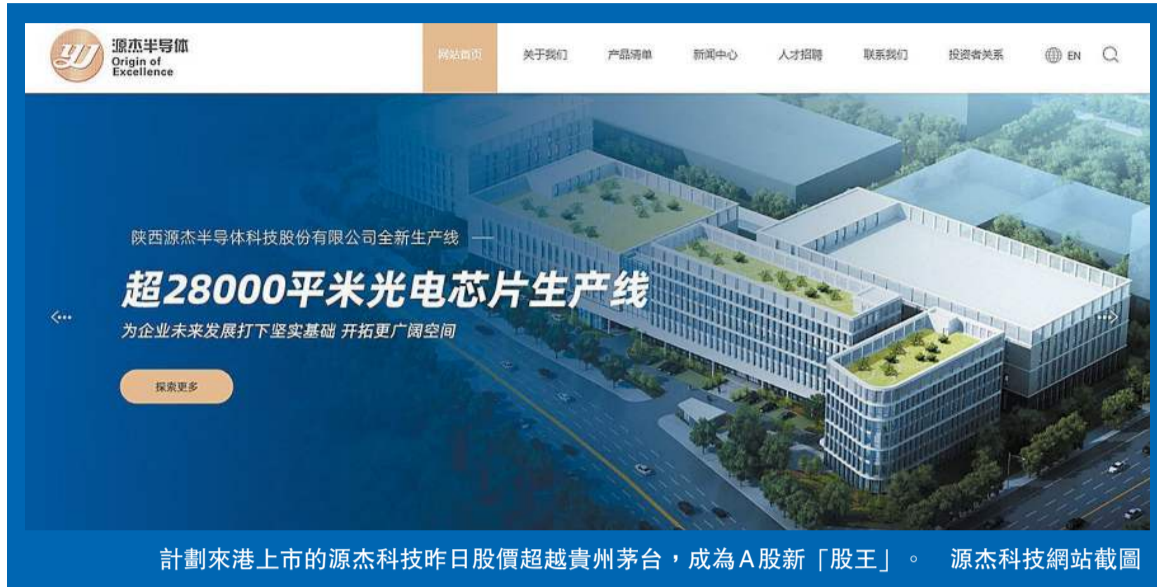 源杰半导体
Origin of
Excellence
网站首页 关于我们 产品清单 新闻中心 人才招聘 联系我们 投资者关系 EN
陕西源杰半导体科技股份有限公司全新生产线
超28000平米光电芯片生产线
为企业未来发展打下坚实基础 开拓更广阔空间
探索更多
計劃來港上市的源杰科技昨日股價超越貴州茅台，成為A股新「股王」。 源杰科技網站截圖